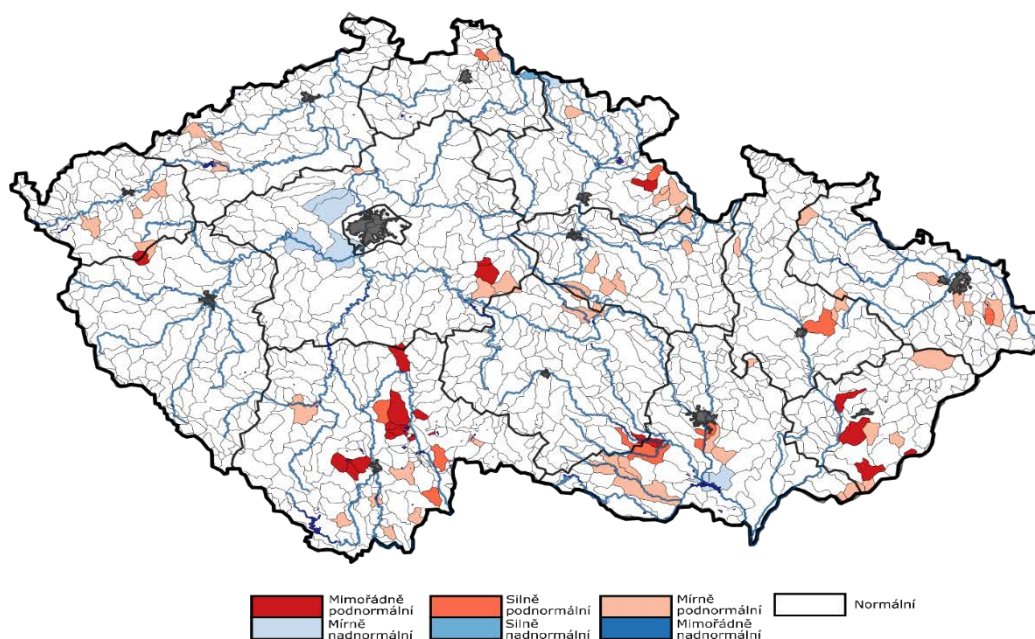 Mimořádně
podnormální
Silně
podnormální
Mírně
podnormální
Normální
Mírně
nadnormální
Silně
nadnormální
Mimořádně
nadnormální